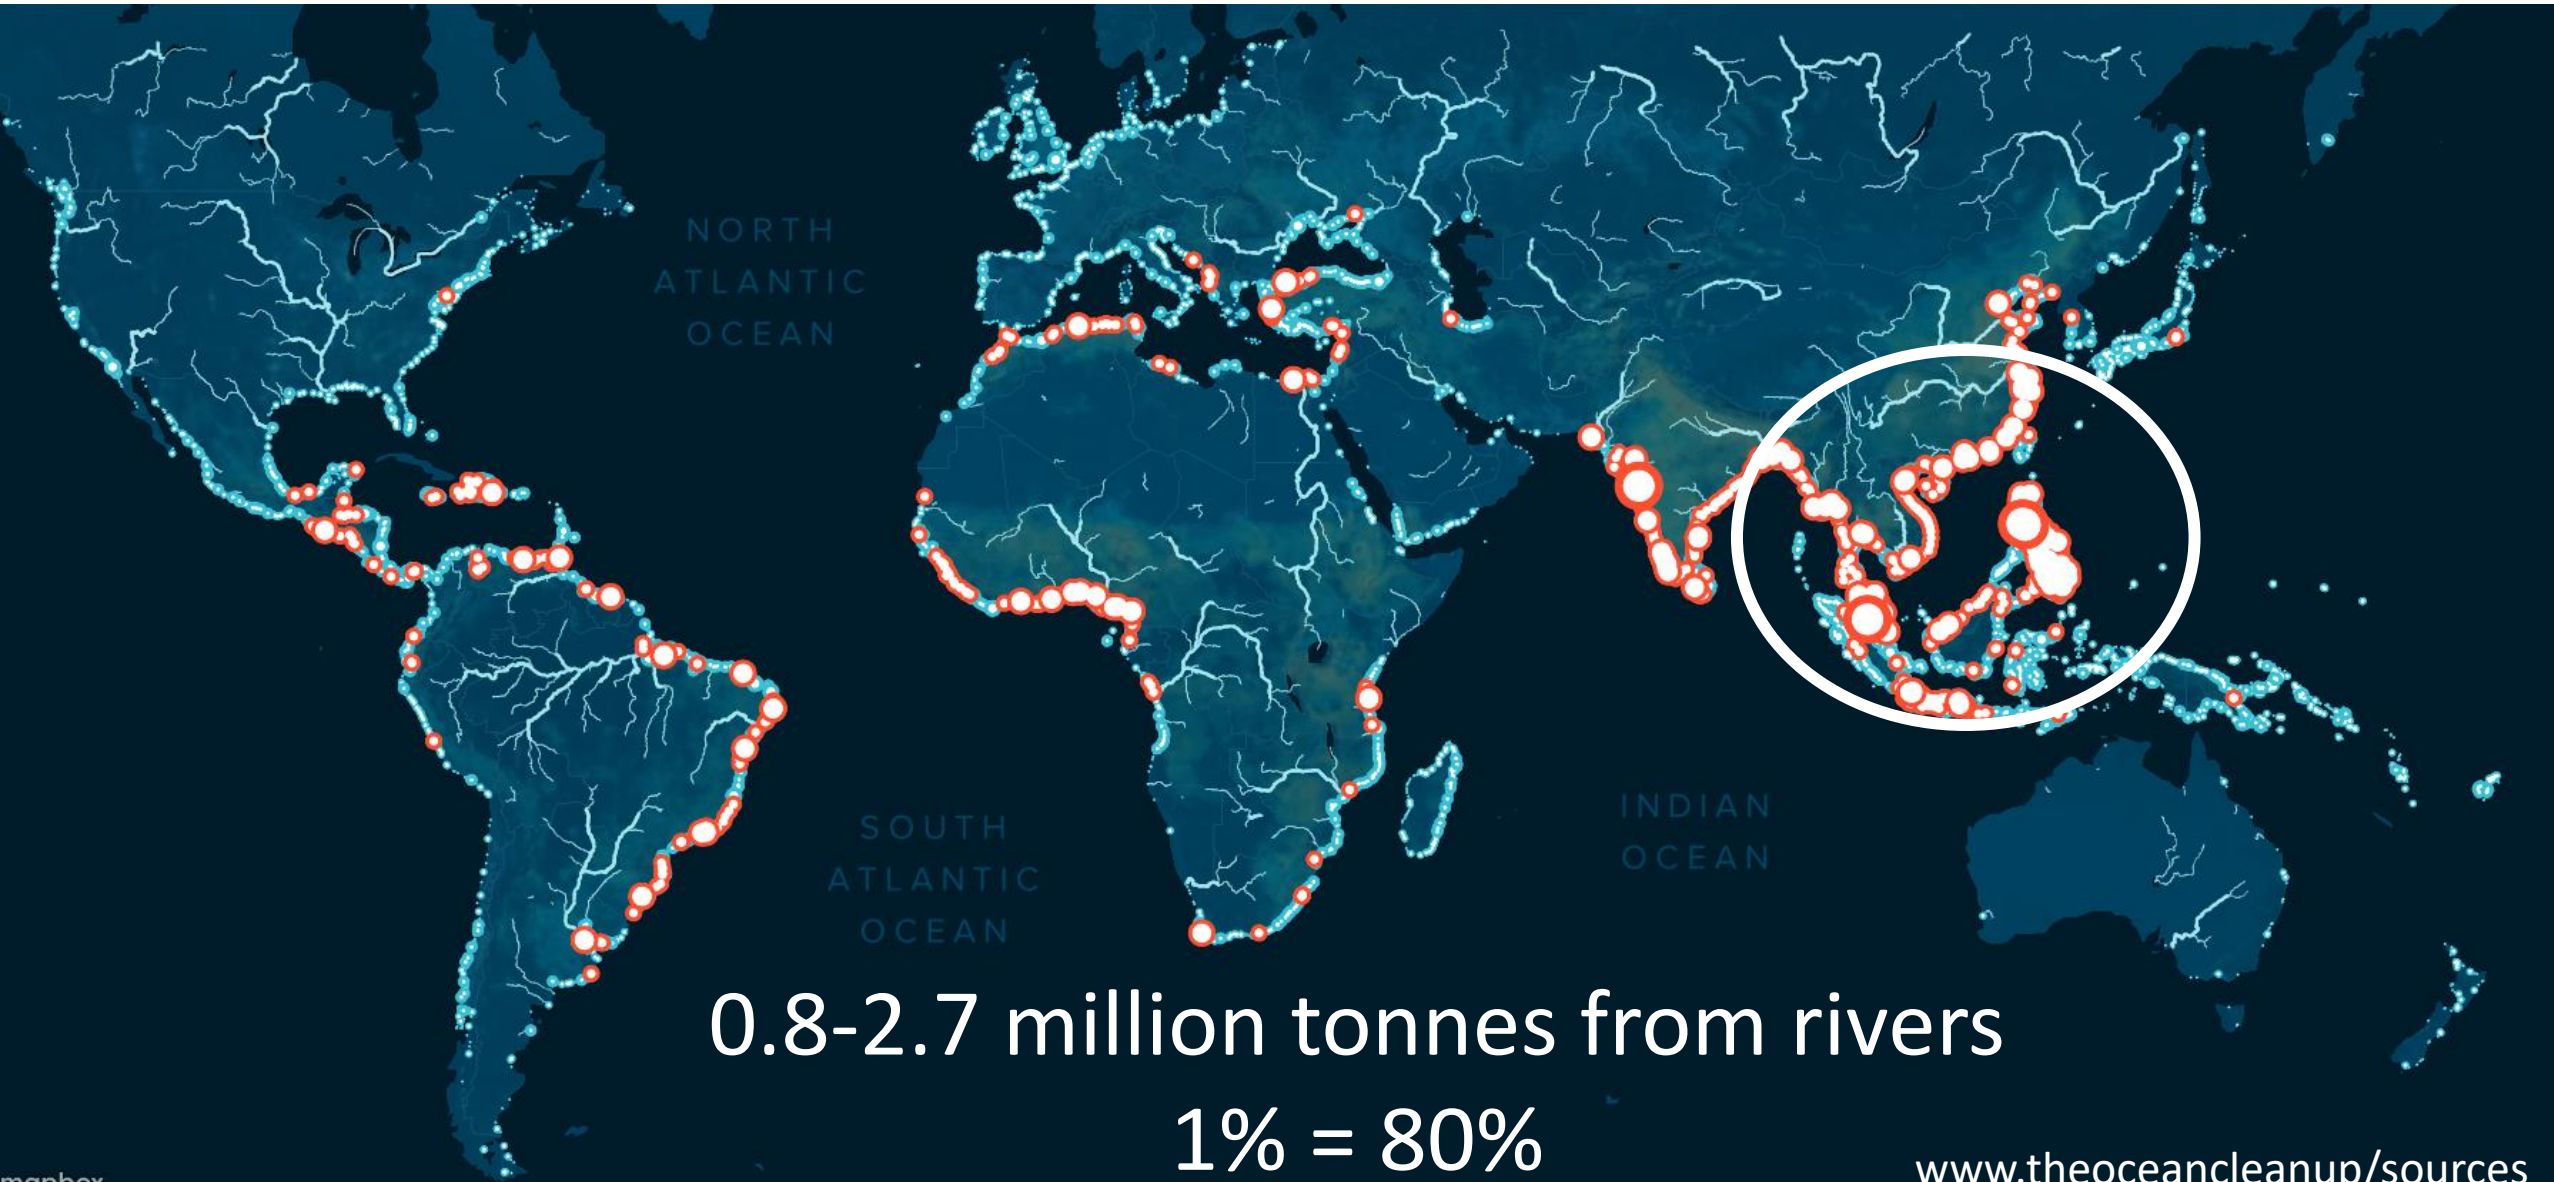 NORTH
ATLANTIC
OCEAN
SOUTH
ATLANTIC
OCEAN
INDIAN
OCEAN
0.8-2.7 million tonnes from rivers
1% = 80%
www.theoceancleanup/sources
mapbox